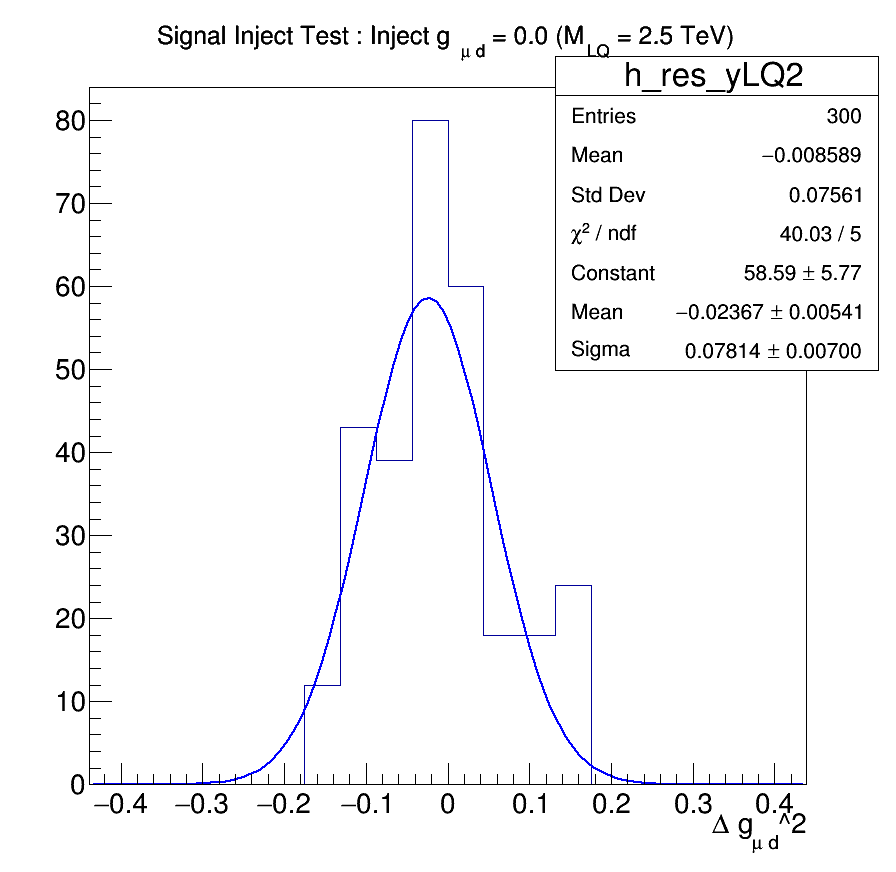 Signal Inject Test : Inject g μ d = 0.0 (M LQ = 2.5 TeV)
h_res_yLQ2
Entries 300
Mean −0.008589
Std Dev 0.07561
χ² / ndf 40.03 / 5
Constant 58.59 ± 5.77
Mean −0.02367 ± 0.00541
Sigma 0.07814 ± 0.00700
80
70
60
50
40
30
20
10
0
−0.4 −0.3 −0.2 −0.1 0 0.1 0.2 0.3 0.4
Δ g μ d ^2